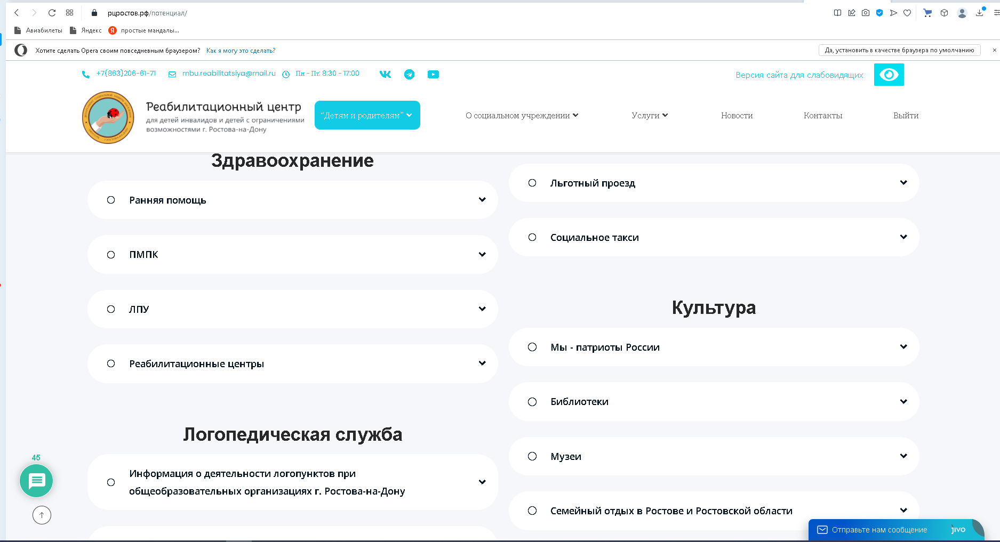 рцростов.рф/потенциал/
Авиабилеты
Яндекс
Я
простые мандалы...
Хотите сделать Opera своим повседневным браузером?
Как я могу это сделать?
Да, установить в качестве браузера по умолчанию
+7(863)206-61-71
mbu.reabilitatsiya@mail.ru
Пн - Пт: 8:30 - 17:00
Версия сайта для слабовидящих
Реабилитационный центр
для детей инвалидов и детей с ограничениями
возможностями г. Ростова-на-Дону
“Детям и родителям”
О социальном учреждении
Услуги
Новости
Контакты
Выйти
Здравоохранение
Ранняя помощь
ПМПК
ЛПУ
Реабилитационные центры
Логопедическая служба
Информация о деятельности логопунктов при
общеобразовательных организациях г. Ростова-на-Дону
Льготный проезд
Социальное такси
Культура
Мы - патриоты России
Библиотеки
Музеи
Семейный отдых в Ростове и Ростовской области
45
Отправьте нам сообщение
jivo